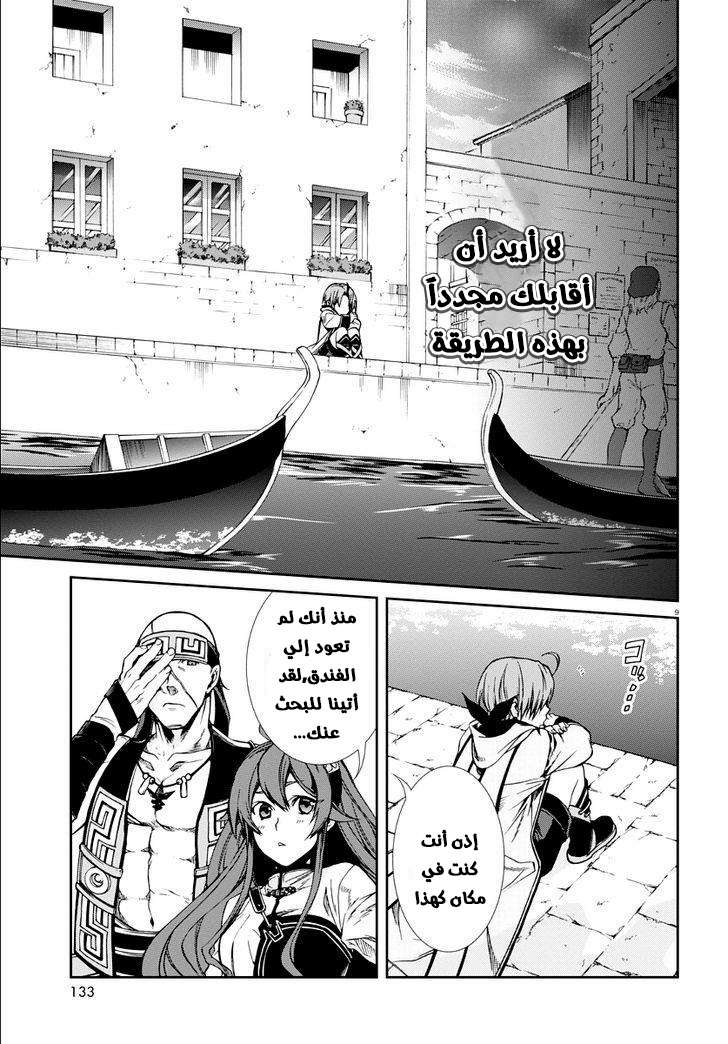 لا أريد أن
أقابلك مجدداً
بهذه الطريقة
9
إذن أنت
كنت في
مكان كهذا
منذ أنك لم
تعود إلي
الفندق,لقد
أتينا للبحث
عنك...
133